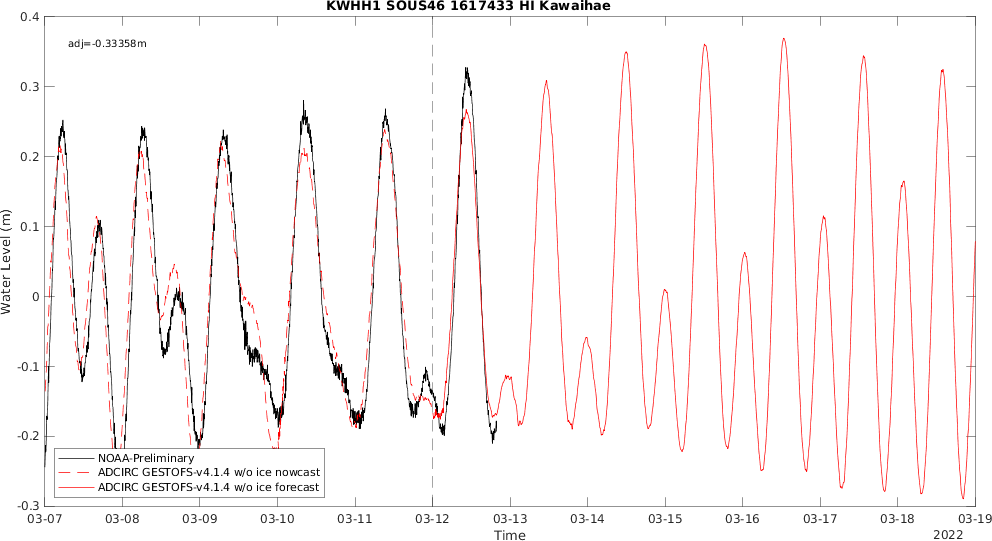 KWHH1 SOUS46 1617433 HI Kawaihae
adj=-0.33358m
0.4
0.3
0.2
0.1
0
-0.1
-0.2
-0.3
Water Level (m)
NOAA-Preliminary
ADCIRC GESTOFS-v4.1.4 w/o ice nowcast
ADCIRC GESTOFS-v4.1.4 w/o ice forecast
03-07 03-08 03-09 03-10 03-11 03-12 03-13 03-14 03-15 03-16 03-17 03-18 03-19
Time
2022